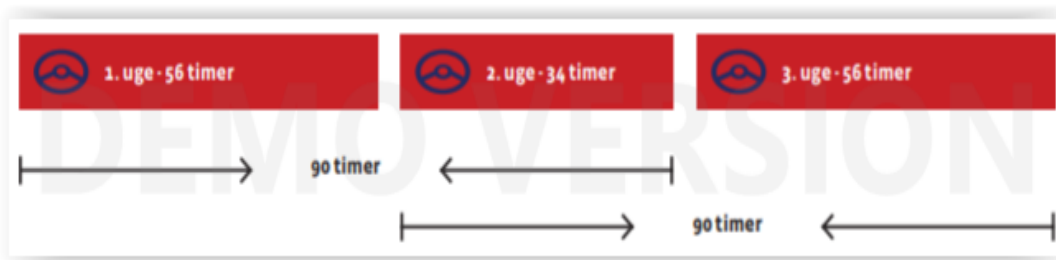 1. uge - 56 timer
2. uge - 34 timer
3. uge - 56 timer
90 timer
90 timer
DEMO VERSION